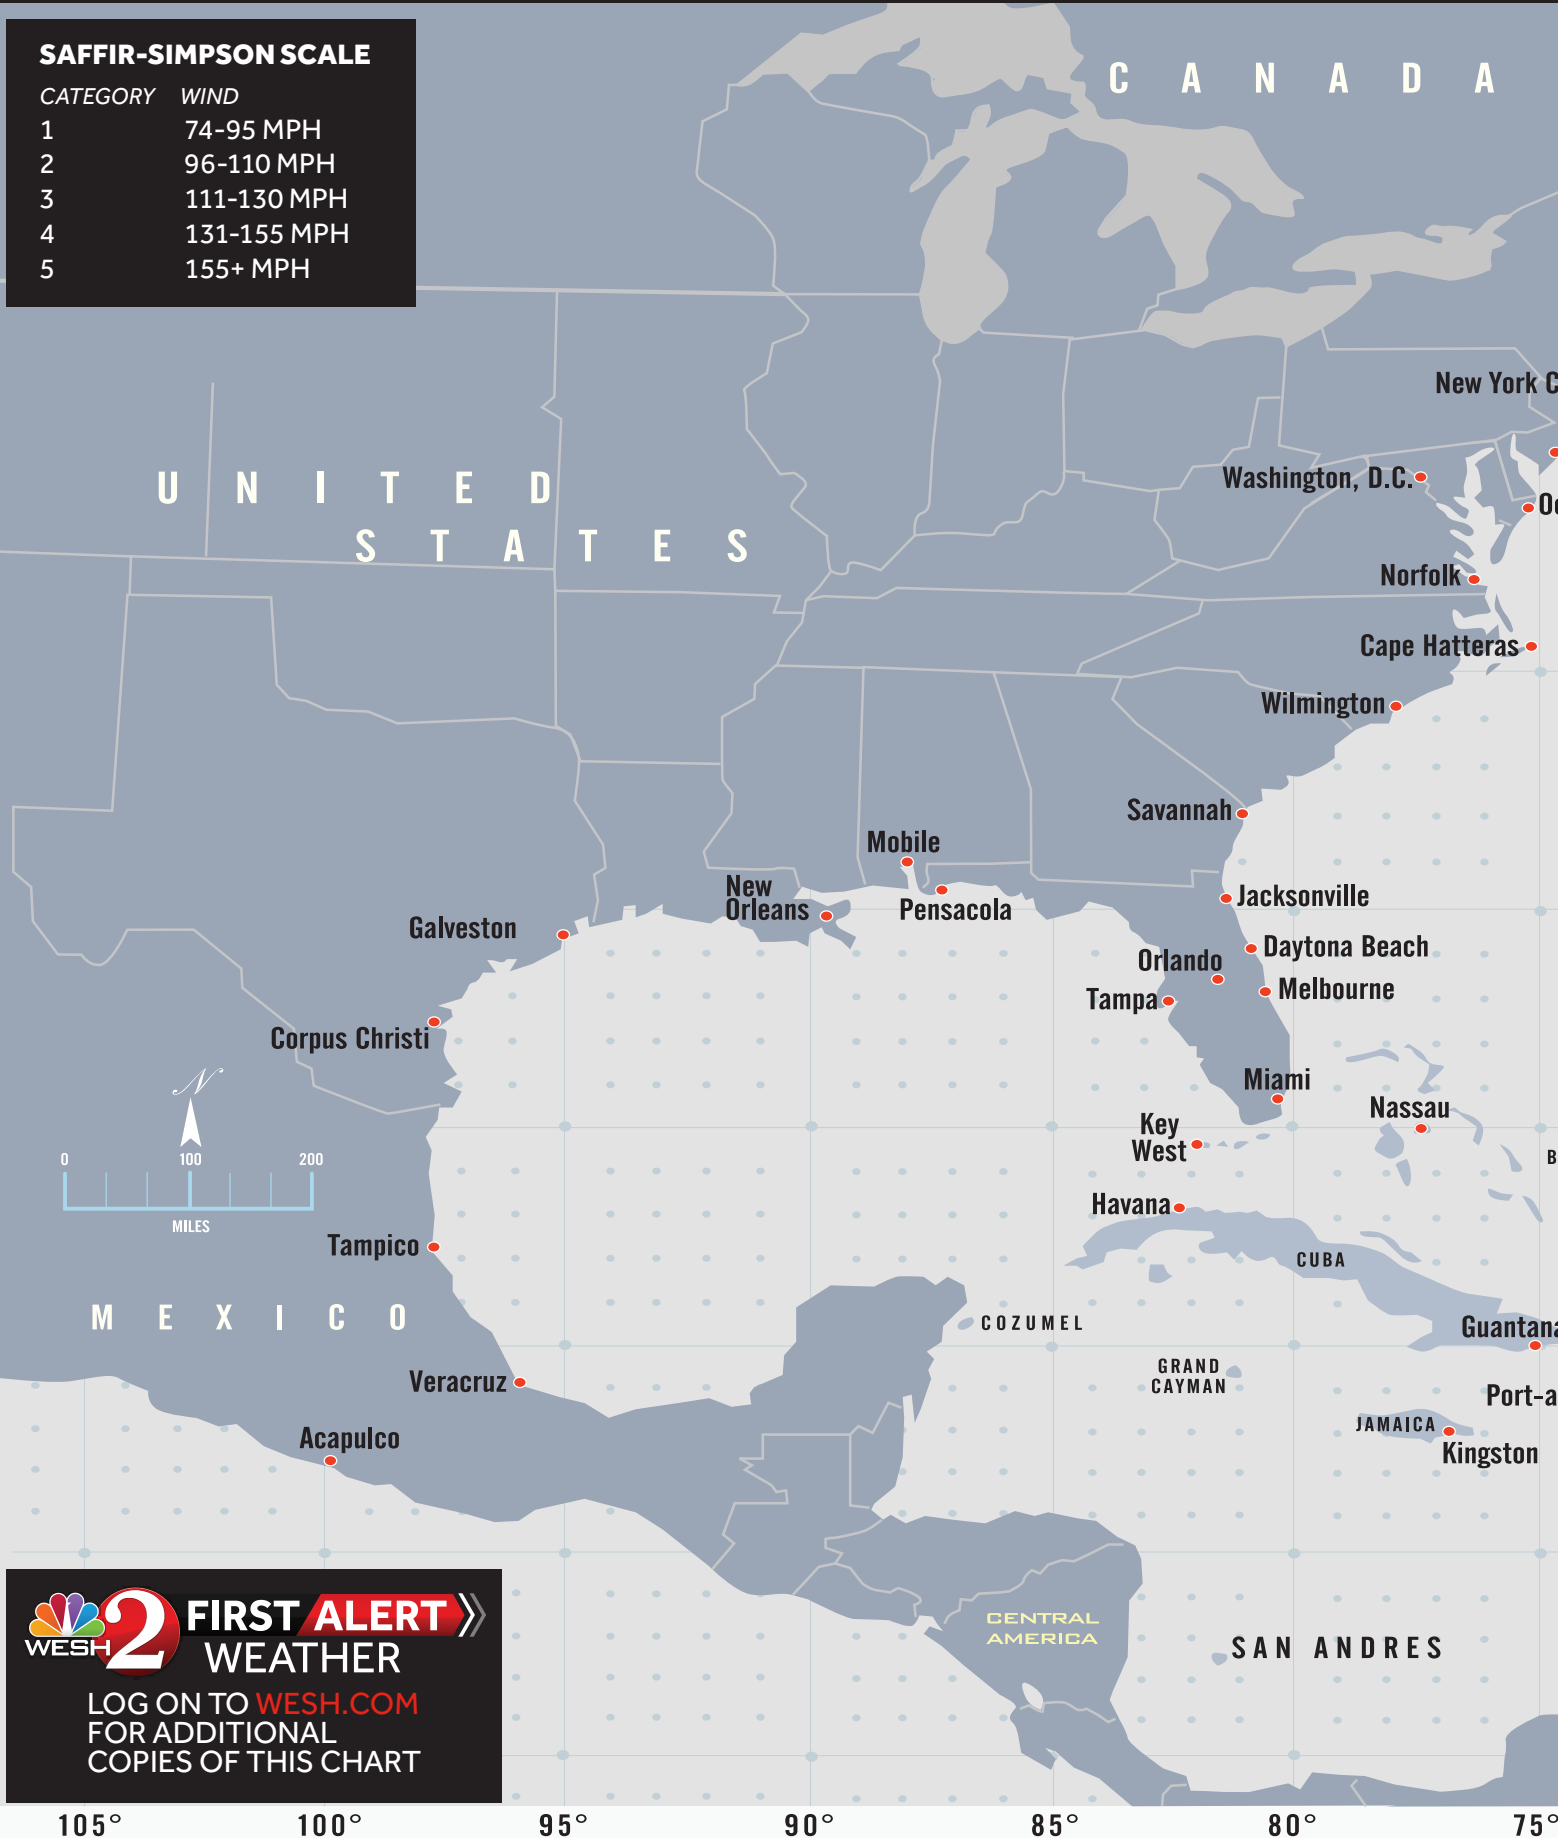 SAFFIR-SIMPSON SCALE
CATEGORY WIND
1 74-95 MPH
2 96-110 MPH
3 111-130 MPH
4 131-155 MPH
5 155+ MPH
C A N A D A
New York C
U N I T E D
S T A T E S
Washington, D.C.
Oc
Norfolk
Cape Hatteras
Wilmington
Savannah
Mobile
New
Orleans
Pensacola
Jacksonville
Galveston
Daytona Beach
Orlando
Melbourne
Tampa
Corpus Christi
N
Miami
Nassau
Key
West
B
0 100 200
MILES
Havana
Tampico
CUBA
M E X I C O
COZUMEL
Guantana
GRAND
CAYMAN
Veracruz
Port-a
JAMAICA
Acapulco
Kingston
WESH 2
FIRST ALERT
WEATHER
LOG ON TO WESH.COM
FOR ADDITIONAL
COPIES OF THIS CHART
CENTRAL
AMERICA
SAN ANDRES
105° 100° 95° 90° 85° 80° 75°